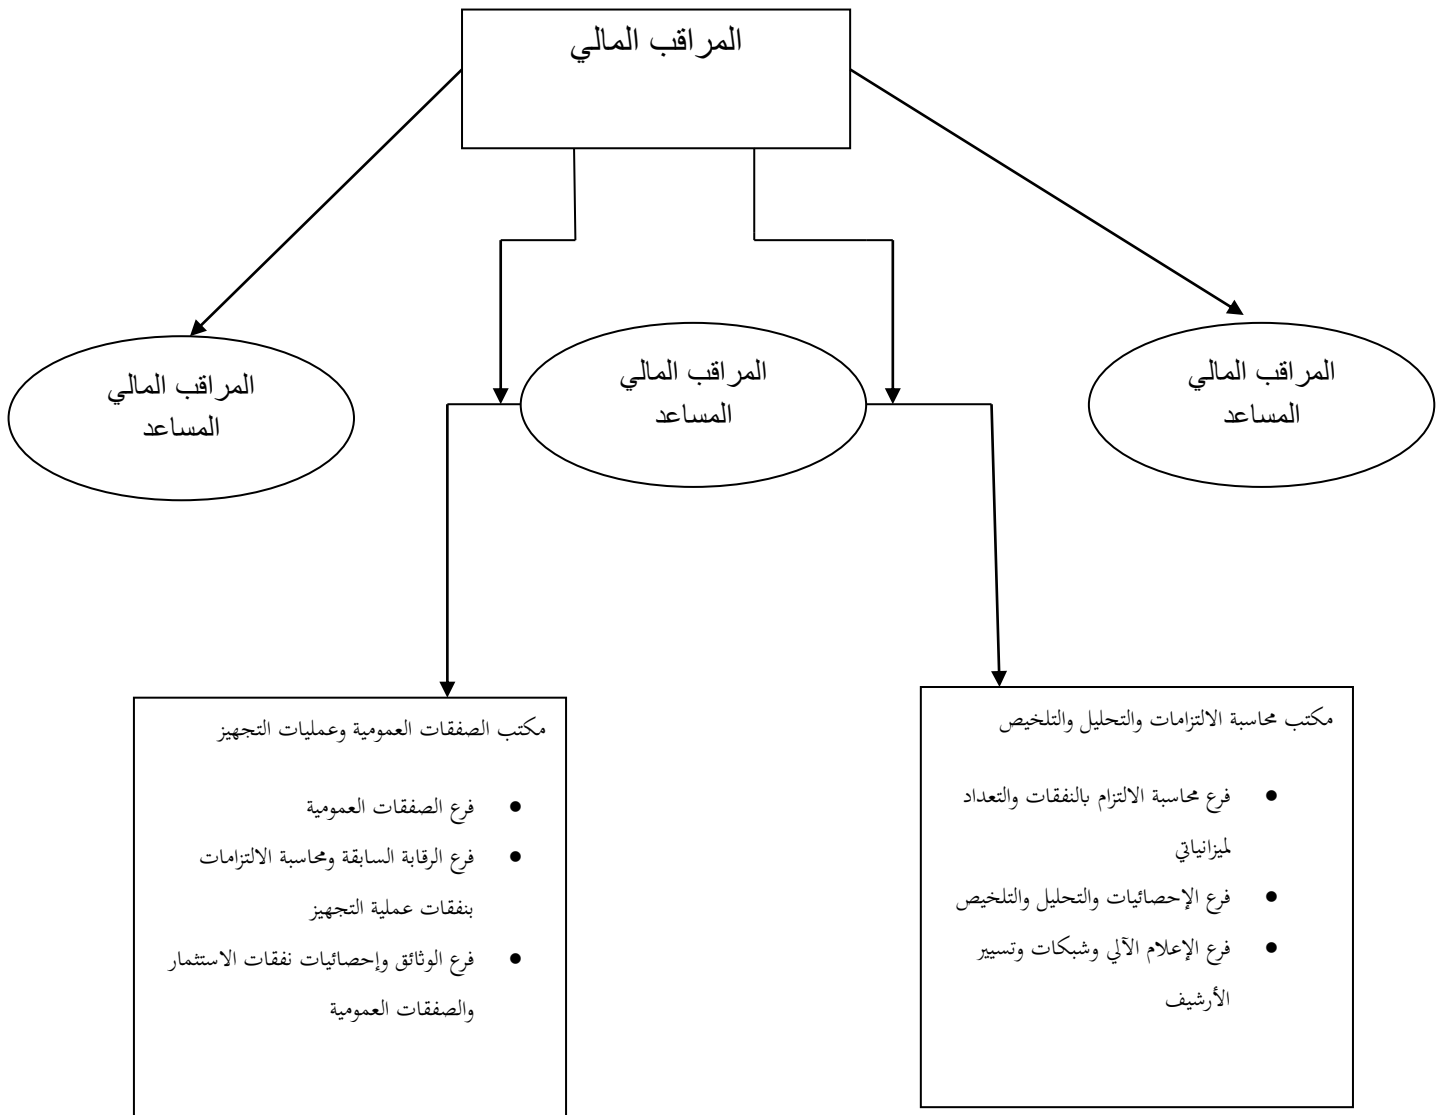 المراقب المالي
المراقب المالي
المساعد
المراقب المالي
المساعد
المراقب المالي
المساعد
مكتب محاسبة الالتزامات والتحليل والتلخيص
● فرع محاسبة الالتزام بالنفقات والتعداد
لميزانياتي
● فرع الإحصائيات والتحليل والتلخيص
● فرع الإعلام الآلي وشبكات وتسيير
الأرشيف
مكتب الصفقات العمومية وعمليات التجهيز
● فرع الصفقات العمومية
● فرع الرقابة السابقة ومحاسبة الالتزامات
بنفقات عملية التجهيز
● فرع الوثائق وإحصائيات نفقات الاستثمار
والصفقات العمومية